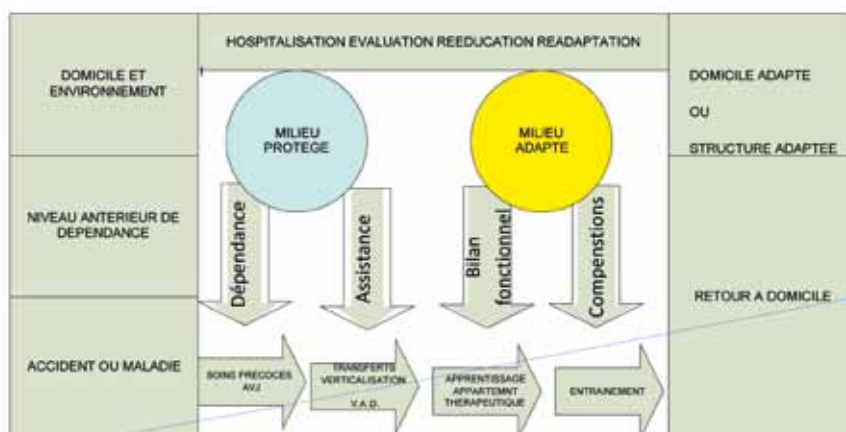 HOSPITALISATION EVALUATION REEDUCATION READAPTATION
DOMICILE ET
ENVIRONNEMENT
MILIEU
PROTEGE
MILIEU
ADAPTE
DOMICILE ADAPTE
OU
STRUCTURE ADAPTEE
NIVEAU ANTERIEUR DE
DEPENDANCE
Dépendance
Assistance
Bilan
fonctionnel
Compenstions
RETOUR A DOMICILE
ACCIDENT OU MALADIE
SOINS PRECOCES
AVJ
TRANSFERTS
VERTICALISATION
V.A.D.
APPRENTISSAGE
APPARTEMNT
THERAPEUTIQUE
ENTRAINEMENT